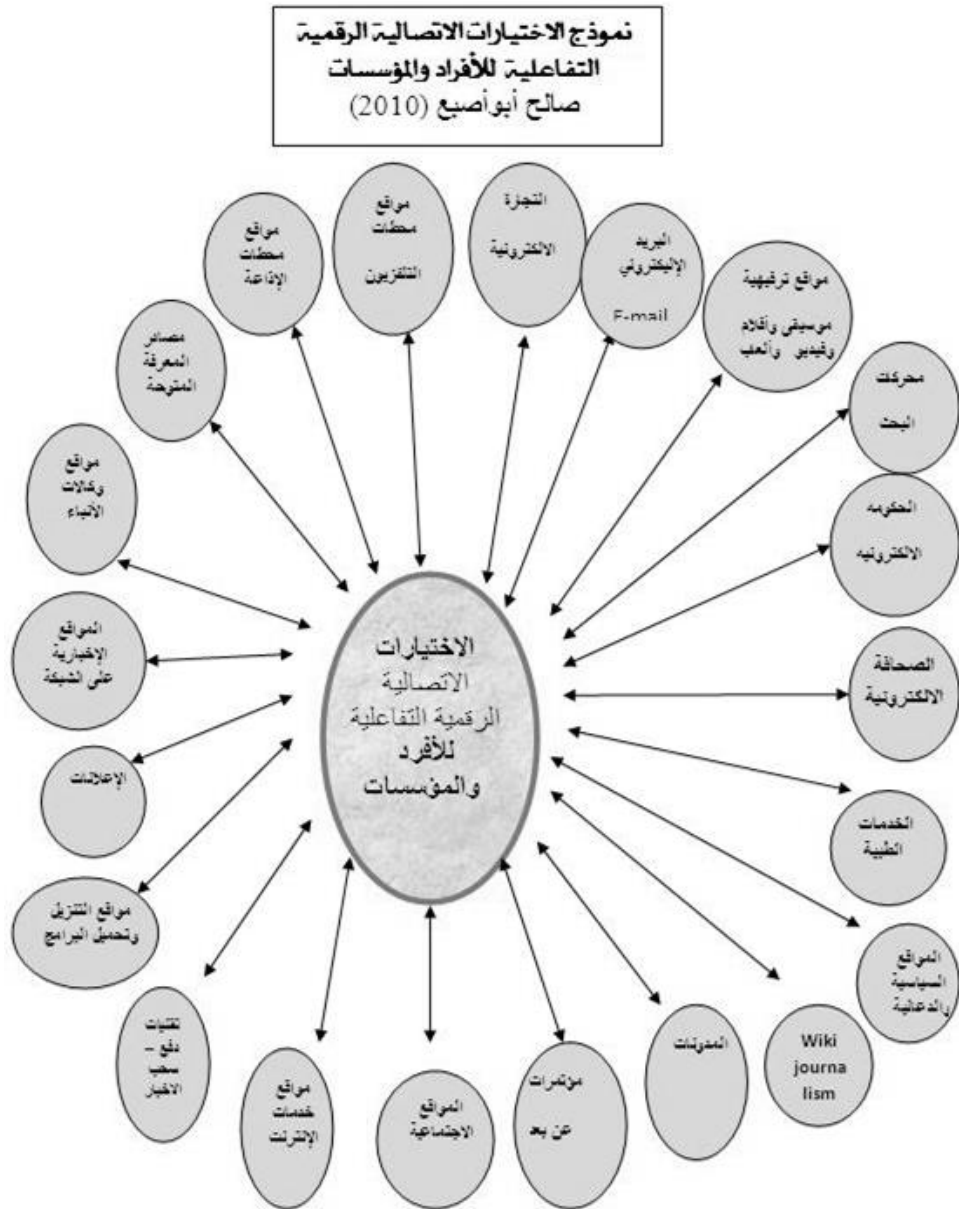 نموذج الاختيارات الاتصالية الرقمية
التفاعلية للأفراد والمؤسسات
صالح أبوأصبع (2010)
التجارة
الالكترونية
البريد
الإليكتروني
E-mail
مواقع ترفيهية
موسيقى وأفلام
وفيديو وألعاب
محركات
البحث
الحكومه
الالكترونيه
الصحافة
الالكترونية
الخدمات
الطبية
المواقع
السياسية
والدعائية
Wiki
journa
lism
المدونات
مؤتمرات
عن بعد
المواقع
الاجتماعية
مواقع
خدمات
الإنترنت
تقنيات
دفع –
سحب
الاخبار
مواقع التنزيل
وتحميل البرامج
الإعلانات
المواقع
الإخبارية
على الشبكة
مواقع
وكالات
الأنباء
مصادر
المعرفة
المتوحة
مواقع
محطات
الإذاعة
مواقع
محطات
التلفزيون
الاختيارات
الاتصالية
الرقمية التفاعلية
للأفرد
والمؤسسات